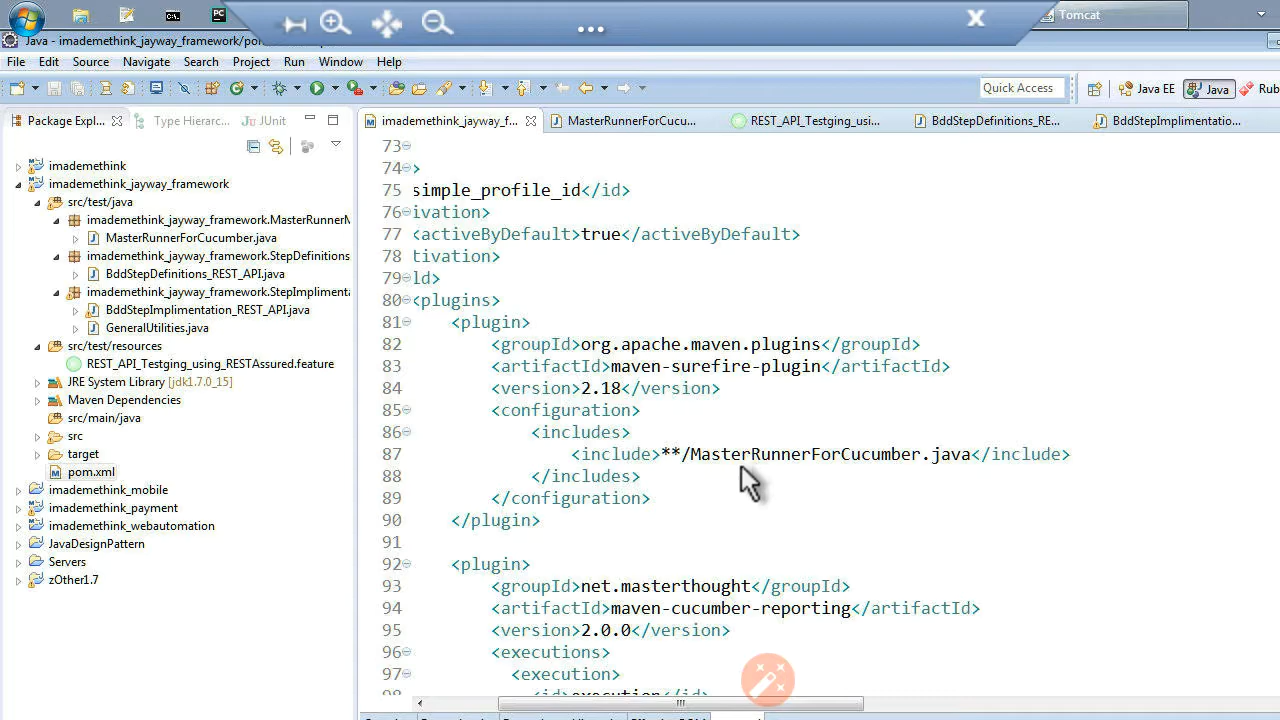 Tomcat
Java - imademethink_jayway_framework/po
File Edit Source Navigate Search Project Run Window Help
Quick Access
Java EE
Java
Rub
Package Expl...
Type Hierarc...
JUnit
imademethink_jayway_f...
MasterRunnerForCucu...
REST_API_Testging_usi...
BddStepDefinitions_RE...
BddStepImplimentatio...
imademethink
imademethink_jayway_framework
src/test/java
imademethink_jayway_framework.MasterRunnerM
MasterRunnerForCucumber.java
imademethink_jayway_framework.StepDefinitions
BddStepDefinitions_REST_API.java
imademethink_jayway_framework.StepImplimenta
BddStepImplimentation_REST_API.java
GeneralUtilities.java
src/test/resources
REST_API_Testging_using_RESTAssured.feature
JRE System Library [jdk1.7.0_15]
Maven Dependencies
src/main/java
src
target
pom.xml
imademethink_mobile
imademethink_payment
imademethink_webautomation
JavaDesignPattern
Servers
zOther1.7
73
74 >
75 simple_profile_id</id>
76 ivation>
77 <activeByDefault>true</activeByDefault>
78 tivation>
79 ld>
80 <plugins>
81 <plugin>
82 <groupId>org.apache.maven.plugins</groupId>
83 <artifactId>maven-surefire-plugin</artifactId>
84 <version>2.18</version>
85 <configuration>
86 <includes>
87 <include>**/MasterRunnerForCucumber.java</include>
88 </includes>
89 </configuration>
90 </plugin>
91
92 <plugin>
93 <groupId>net.masterthought</groupId>
94 <artifactId>maven-cucumber-reporting</artifactId>
95 <version>2.0.0</version>
96 <executions>
97 <execution>
98 <id>execution</id>